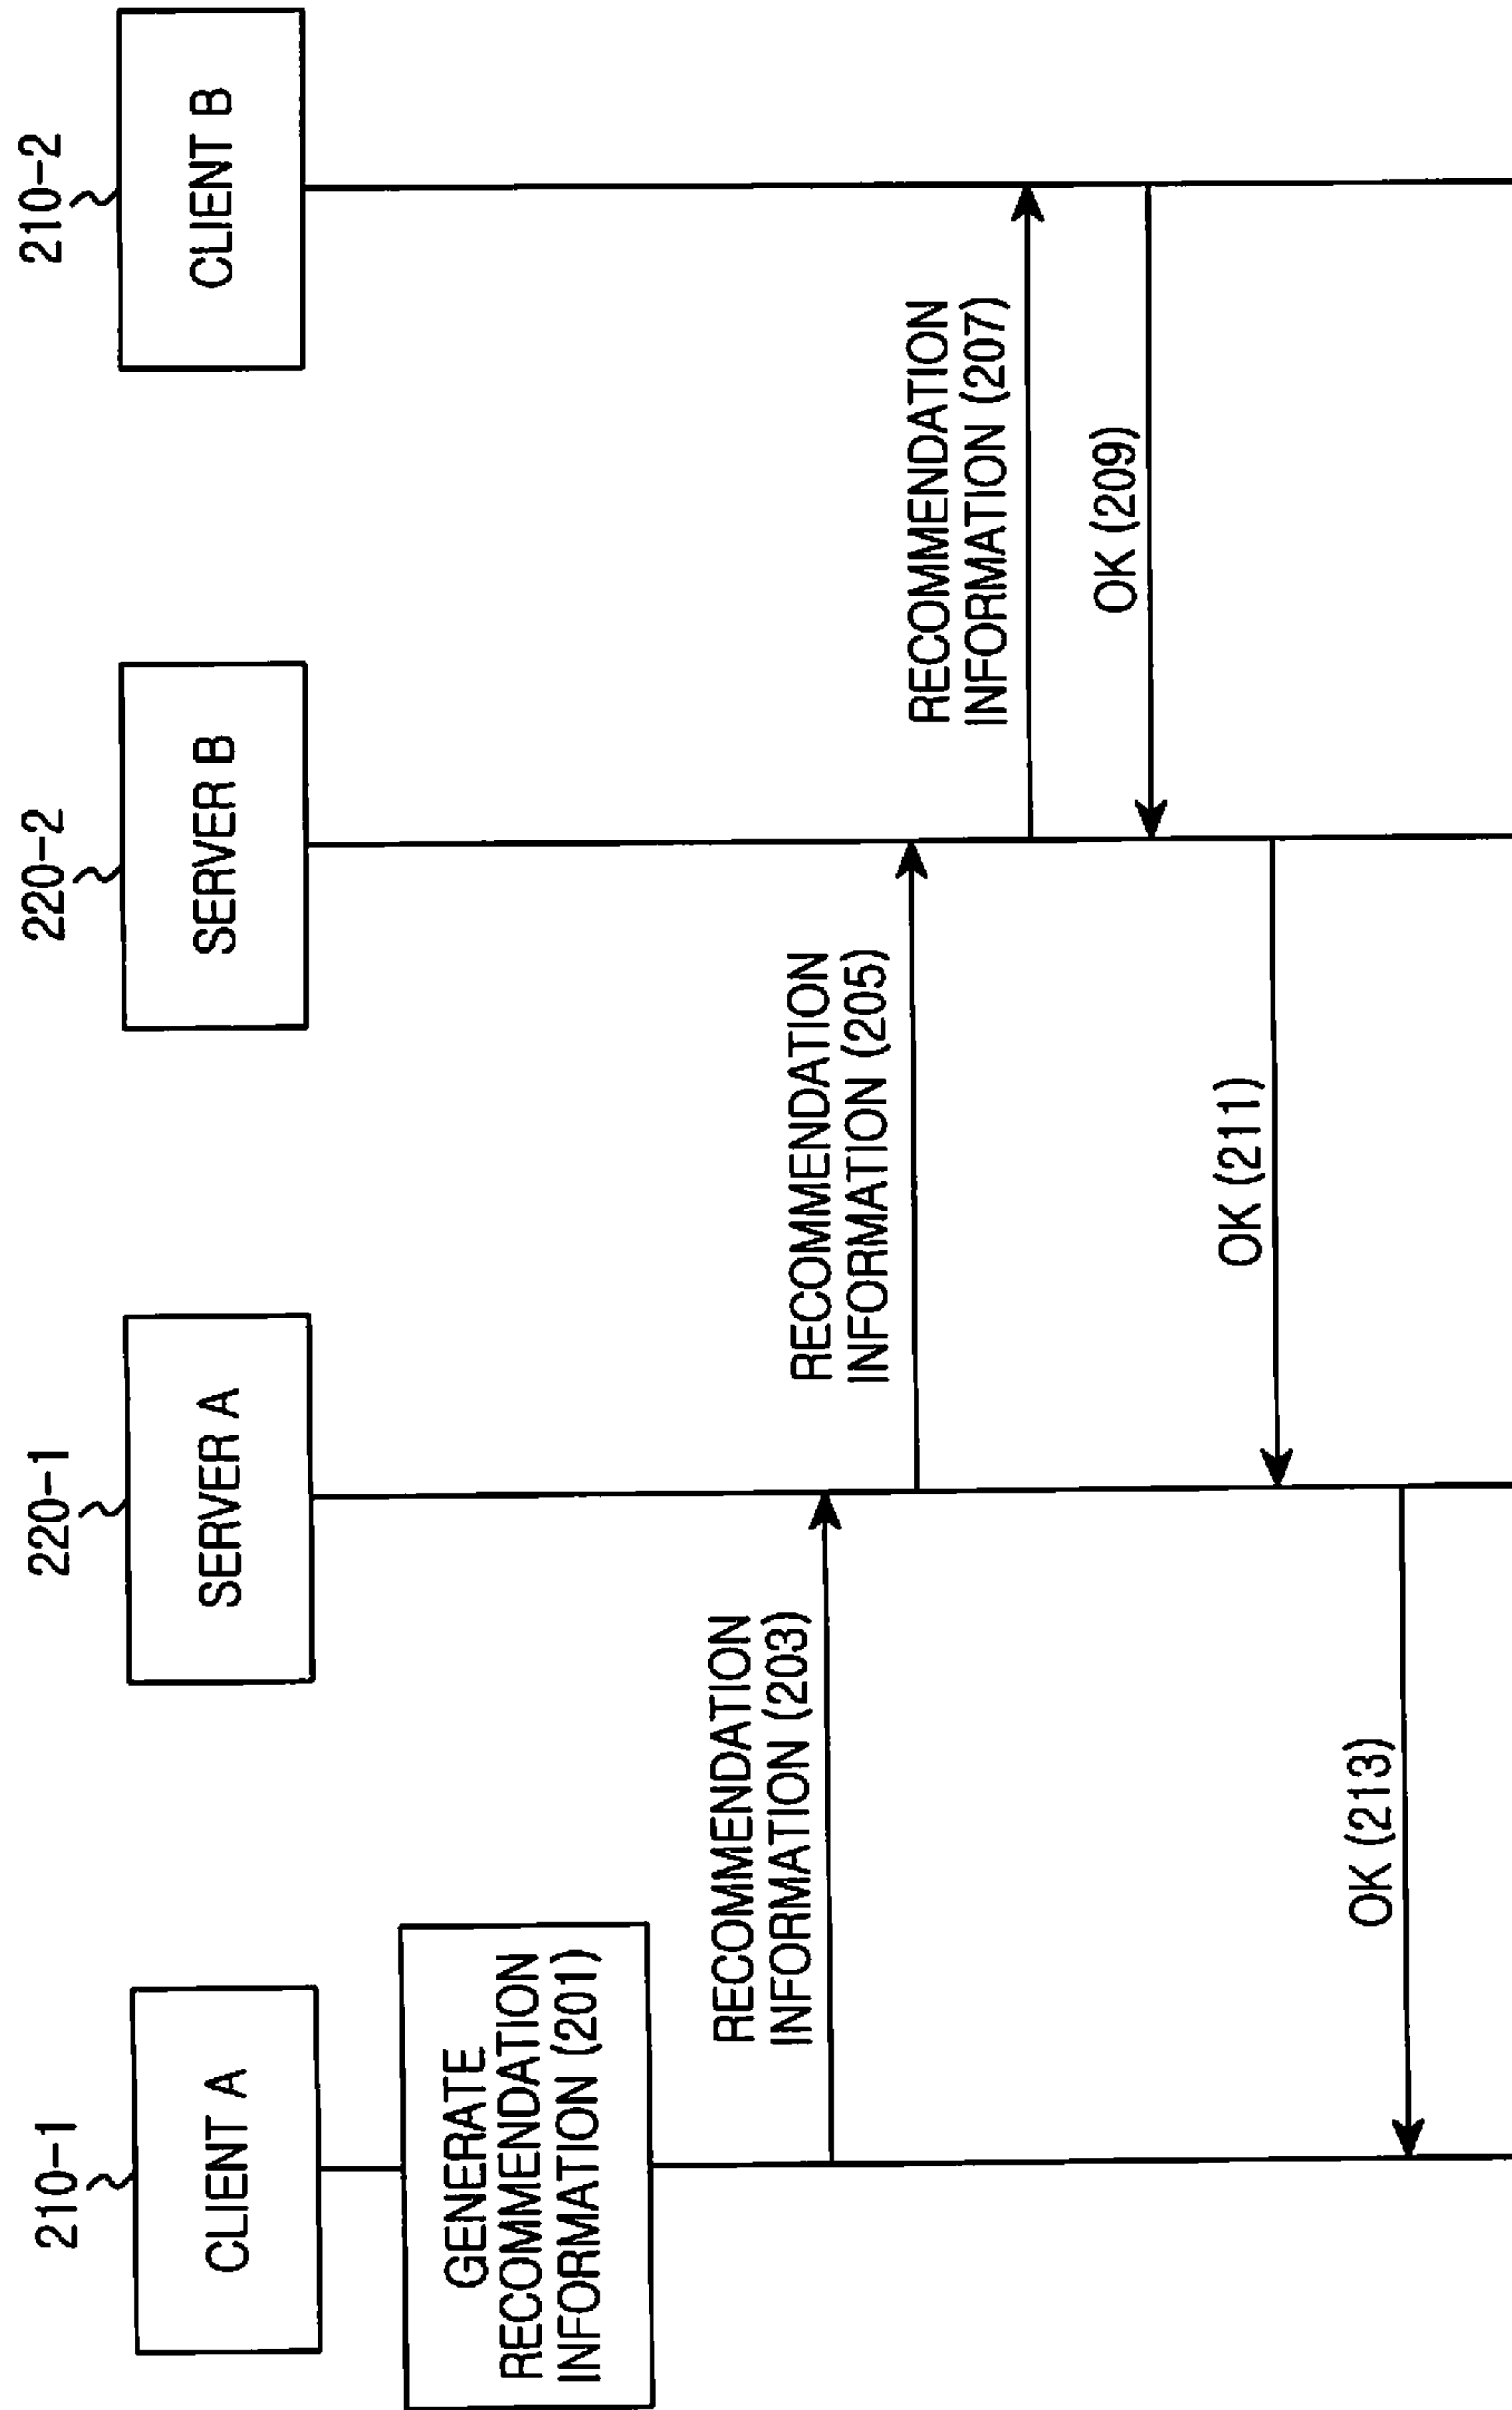 210-1
220-1
220-2
210-2
CLIENT A
SERVER A
SERVER B
CLIENT B
GENERATE
RECOMMENDATION
INFORMATION (201)
RECOMMENDATION
INFORMATION (203)
RECOMMENDATION
INFORMATION (205)
RECOMMENDATION
INFORMATION (207)
OK (209)
OK (211)
OK (213)